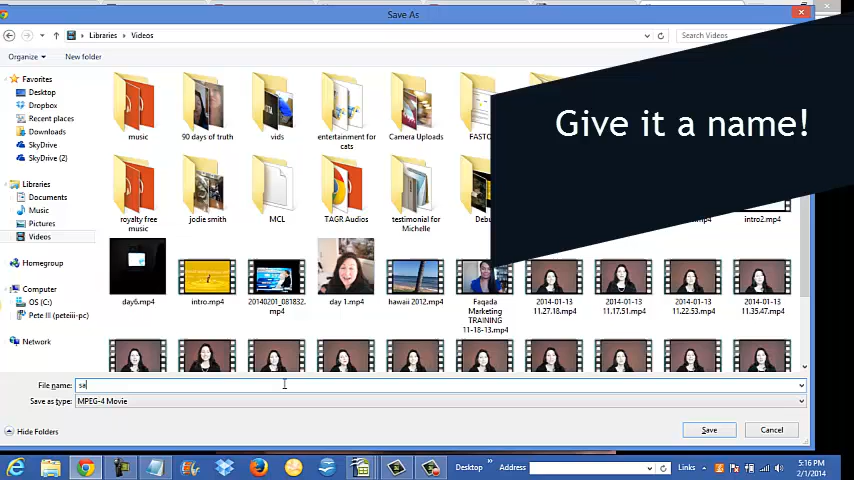 Save As
Libraries
Videos
Search Videos
Organize
New folder
Favorites
Desktop
Dropbox
Recent places
Downloads
SkyDrive
SkyDrive (2)
Libraries
Documents
Music
Pictures
Videos
Homegroup
Computer
OS (C:)
Pete III (peteiii-pc)
Network
music
90 days of truth
vids
entertainment for
cats
Camera Uploads
royalty free
music
jodie smith
MCL
TAGR Audios
testimonial for
Michelle
intro2.mp4
day6.mp4
intro.mp4
20140201_081832.
mp4
day 1.mp4
hawaii 2012.mp4
Faqada
Marketing
TRAINING
11-18-13.mp4
2014-01-13
11.27.18.mp4
2014-01-13
11.17.51.mp4
2014-01-13
11.22.53.mp4
2014-01-13
11.35.47.mp4
Give it a name!
File name:
sa
Save as type:
MPEG-4 Movie
Hide Folders
Save
Cancel
Desktop
Address
Links
5:16 PM
2/1/2014